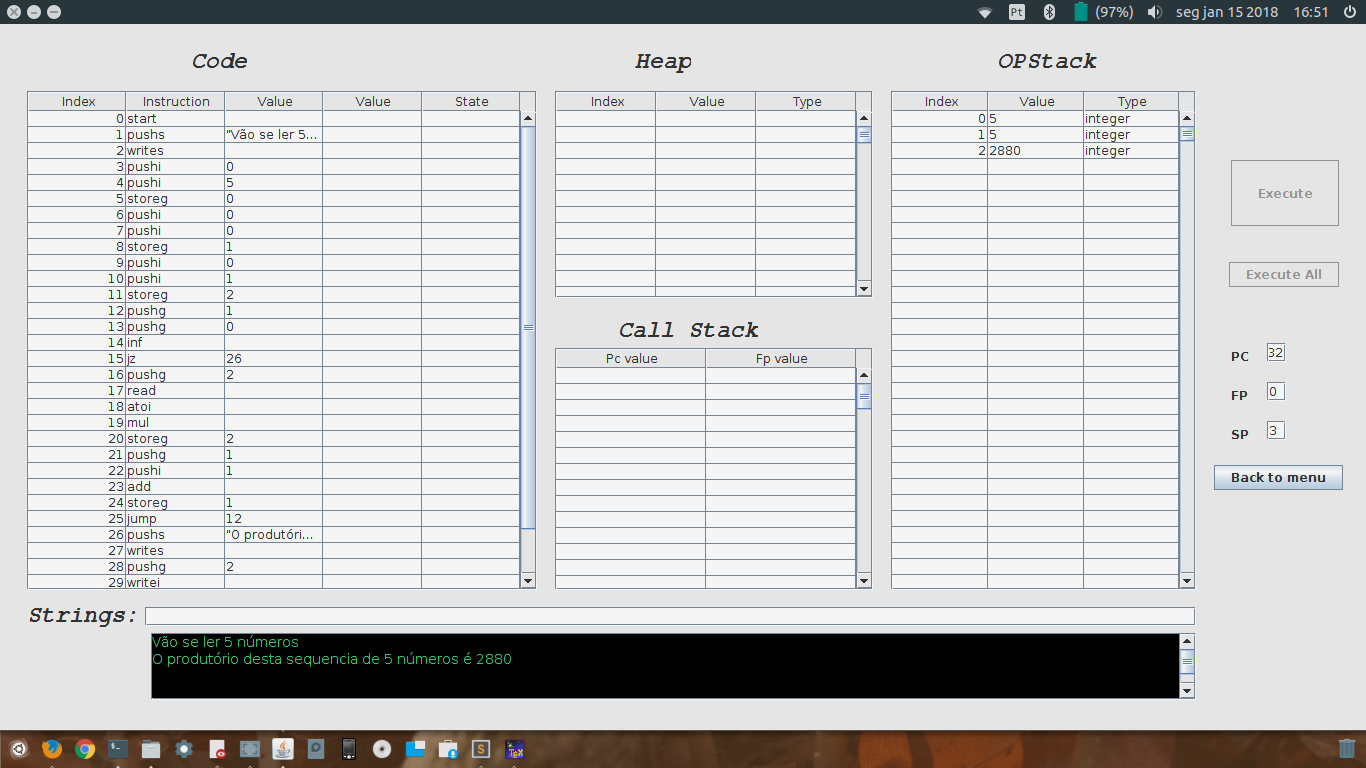 Pt (97%) seg jan 15 2018 16:51
Code
Index Instruction Value Value State
0 start
1 pushs "Vão se ler 5...
2 writes
3 pushi 0
4 pushi 5
5 storeg 0
6 pushi 0
7 pushi 0
8 storeg 1
9 pushi 0
10 pushi 1
11 storeg 2
12 pushg 1
13 pushg 0
14 inf
15 jz 26
16 pushg 2
17 read
18 atoi
19 mul
20 storeg 2
21 pushg 1
22 pushi 1
23 add
24 storeg 1
25 jump 12
26 pushs "O produtóri...
27 writes
28 pushg 2
29 writei
Heap
Index Value Type
Call Stack
Pc value Fp value
OPStack
Index Value Type
0 5 integer
1 5 integer
2 2880 integer
Execute
Execute All
PC 32
FP 0
SP 3
Back to menu
Strings:
Vão se ler 5 números
O produtório desta sequencia de 5 números é 2880